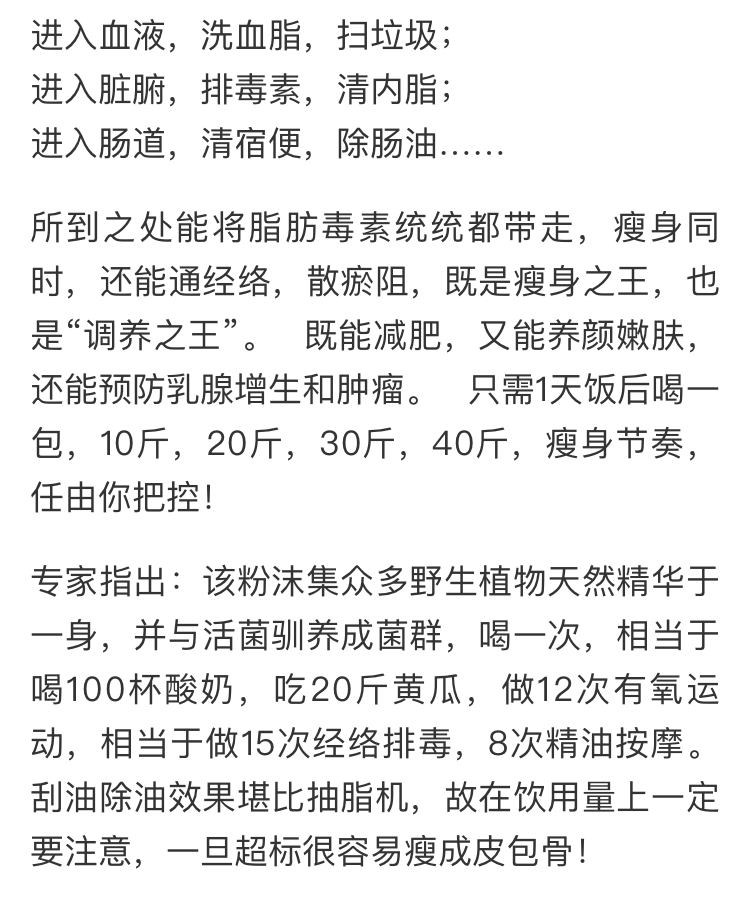 进入血液，洗血脂，扫垃圾；
进入脏腑，排毒素，清内脂；
进入肠道，清宿便，除肠油……
所到之处能将脂肪毒素统统都带走，瘦身同
时，还能通经络，散瘀阻，既是瘦身之王，也
是“调养之王”。 既能减肥，又能养颜嫩肤，
还能预防乳腺增生和肿瘤。 只需1天饭后喝一
包，10斤，20斤，30斤，40斤，瘦身节奏，
任由你把控！
专家指出：该粉沫集众多野生植物天然精华于
一身，并与活菌驯养成菌群，喝一次，相当于
喝100杯酸奶，吃20斤黄瓜，做12次有氧运
动，相当于做15次经络排毒，8次精油按摩。
刮油除油效果堪比抽脂机，故在饮用量上一定
要注意，一旦超标很容易瘦成皮包骨！